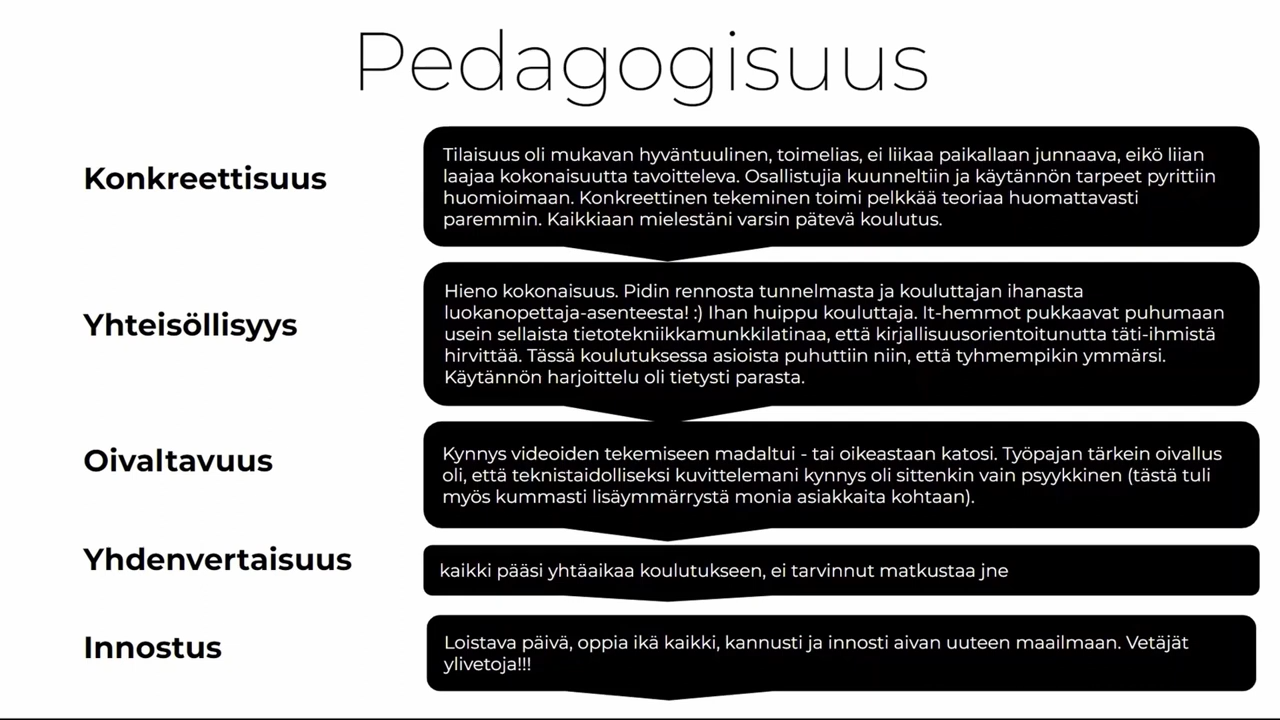 Pedagogisuus
Konkreettisuus
Tilaisuus oli mukavan hyväntuulinen, toimelias, ei liikaa paikallaan junnaava, eikö liian
laajaa kokonaisuutta tavoitteleva. Osallistujia kuunneltiin ja käytännön tarpeet pyrittiin
huomioimaan. Konkreettinen tekeminen toimi pelkkää teoriaa huomattavasti
paremmin. Kaikkiaan mielestäni varsin pätevä koulutus.
Yhteisöllisyys
Hieno kokonaisuus. Pidin rennosta tunnelmasta ja kouluttajan ihanasta
luokanopettaja-asenteesta! :) Ihan huippu kouluttaja. It-hemmot pukkaavat puhumaan
usein sellaista tietotekniikkamunkkilatinaa, että kirjallisuusorientoitunutta täti-ihmistä
hirvittää. Tässä koulutuksessa asioista puhuttiin niin, että tyhmempikin ymmärsi.
Käytännön harjoittelu oli tietysti parasta.
Oivaltavuus
Kynnys videoiden tekemiseen madaltui - tai oikeastaan katosi. Työpajan tärkein oivallus
oli, että teknistaidolliseksi kuvittelemani kynnys oli sittenkin vain psyykkinen (tästä tuli
myös kummasti lisäymmärrystä monia asiakkaita kohtaan).
Yhdenvertaisuus
kaikki pääsi yhtäaikaa koulutukseen, ei tarvinnut matkustaa jne
Innostus
Loistava päivä, oppia ikä kaikki, kannusti ja innosti aivan uuteen maailmaan. Vetäjät
ylivetoja!!!